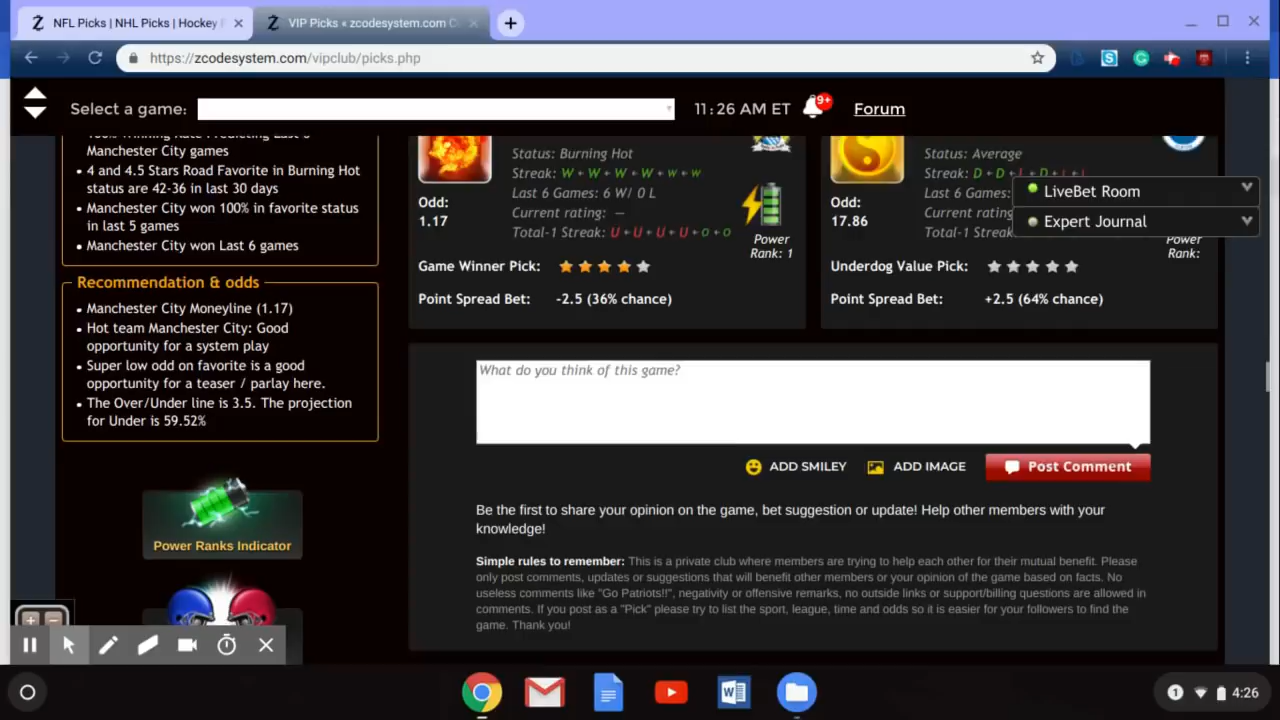 NFL Picks | NHL Picks | Hockey
VIP Picks « zcodesystem.com
https://zcodesystem.com/vipclub/picks.php
Select a game:
11:26 AM ET
9+
Forum
Manchester City games
4 and 4.5 Stars Road Favorite in Burning Hot
status are 42-36 in last 30 days
Manchester City won 100% in favorite status
in last 5 games
Manchester City won Last 6 games
Recommendation & odds
Manchester City Moneyline (1.17)
Hot team Manchester City: Good
opportunity for a system play
Super low odd on favorite is a good
opportunity for a teaser / parlay here.
The Over/Under line is 3.5. The projection
for Under is 59.52%
Power Ranks Indicator
Status: Burning Hot
Streak: W + W + W + W + W + W
Last 6 Games: 6 W/ 0 L
Odd:
1.17
Current rating: —
Total-1 Streak: U + U + U + U + O + O
Power
Rank: 1
Game Winner Pick:
Point Spread Bet: -2.5 (36% chance)
Status: Average
Streak: D + D + L + D + L + L
Last 6 Games:
Odd:
17.86
Current rating
Total-1 Streak
Power
Rank:
Underdog Value Pick:
Point Spread Bet: +2.5 (64% chance)
LiveBet Room
Expert Journal
What do you think of this game?
ADD SMILEY
ADD IMAGE
Post Comment
Be the first to share your opinion on the game, bet suggestion or update! Help other members with your
knowledge!
Simple rules to remember: This is a private club where members are trying to help each other for their mutual benefit. Please
only post comments, updates or suggestions that will benefit other members or your opinion of the game based on facts. No
useless comments like "Go Patriots!!", negativity or offensive remarks, no outside links or support/billing questions are allowed in
comments. If you post as a "Pick" please try to list the sport, league, time and odds so it is easier for your followers to find the
game. Thank you!
1
4:26